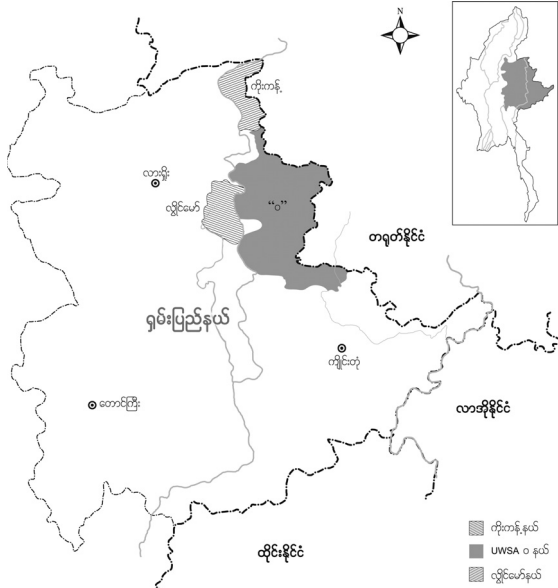 N
ကိုးကန့်
လားရှိုး
လွိုင်မော်
“ဝ”
တရုတ်နိုင်ငံ
ရှမ်းပြည်နယ်
ကျိုင်းတုံ
တောင်ကြီး
လာအိုနိုင်ငံ
ထိုင်းနိုင်ငံ
ကိုးကန့်နယ်
UWSA ဝ နယ်
လွိုင်မော်နယ်